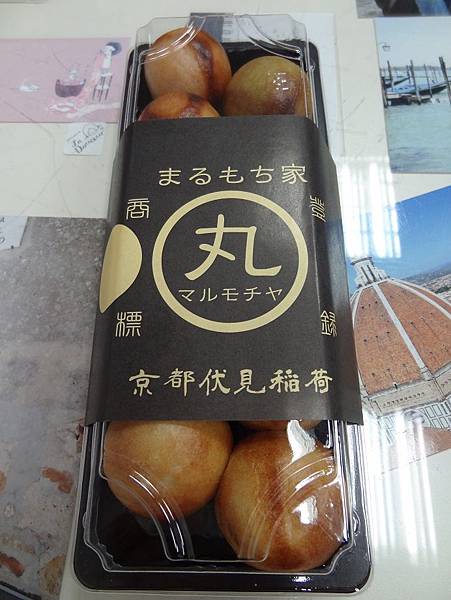 まるもち家
登録
商標
丸
マルモチヤ
京都伏見稲荷